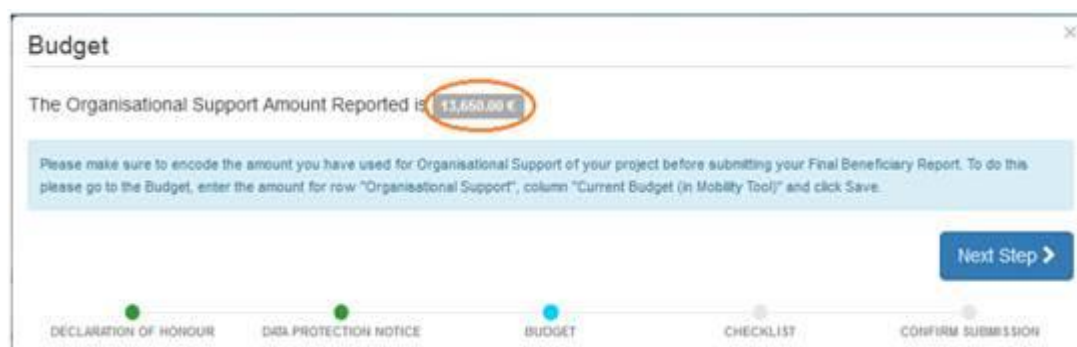 Budget
×
The Organisational Support Amount Reported is 13,650.00 €
Please make sure to encode the amount you have used for Organisational Support of your project before submitting your Final Beneficiary Report. To do this
please go to the Budget, enter the amount for row "Organisational Support", column "Current Budget (in Mobility Tool)" and click Save.
Next Step
DECLARATION OF HONOUR DATA PROTECTION NOTICE BUDGET CHECKLIST CONFIRM SUBMISSION